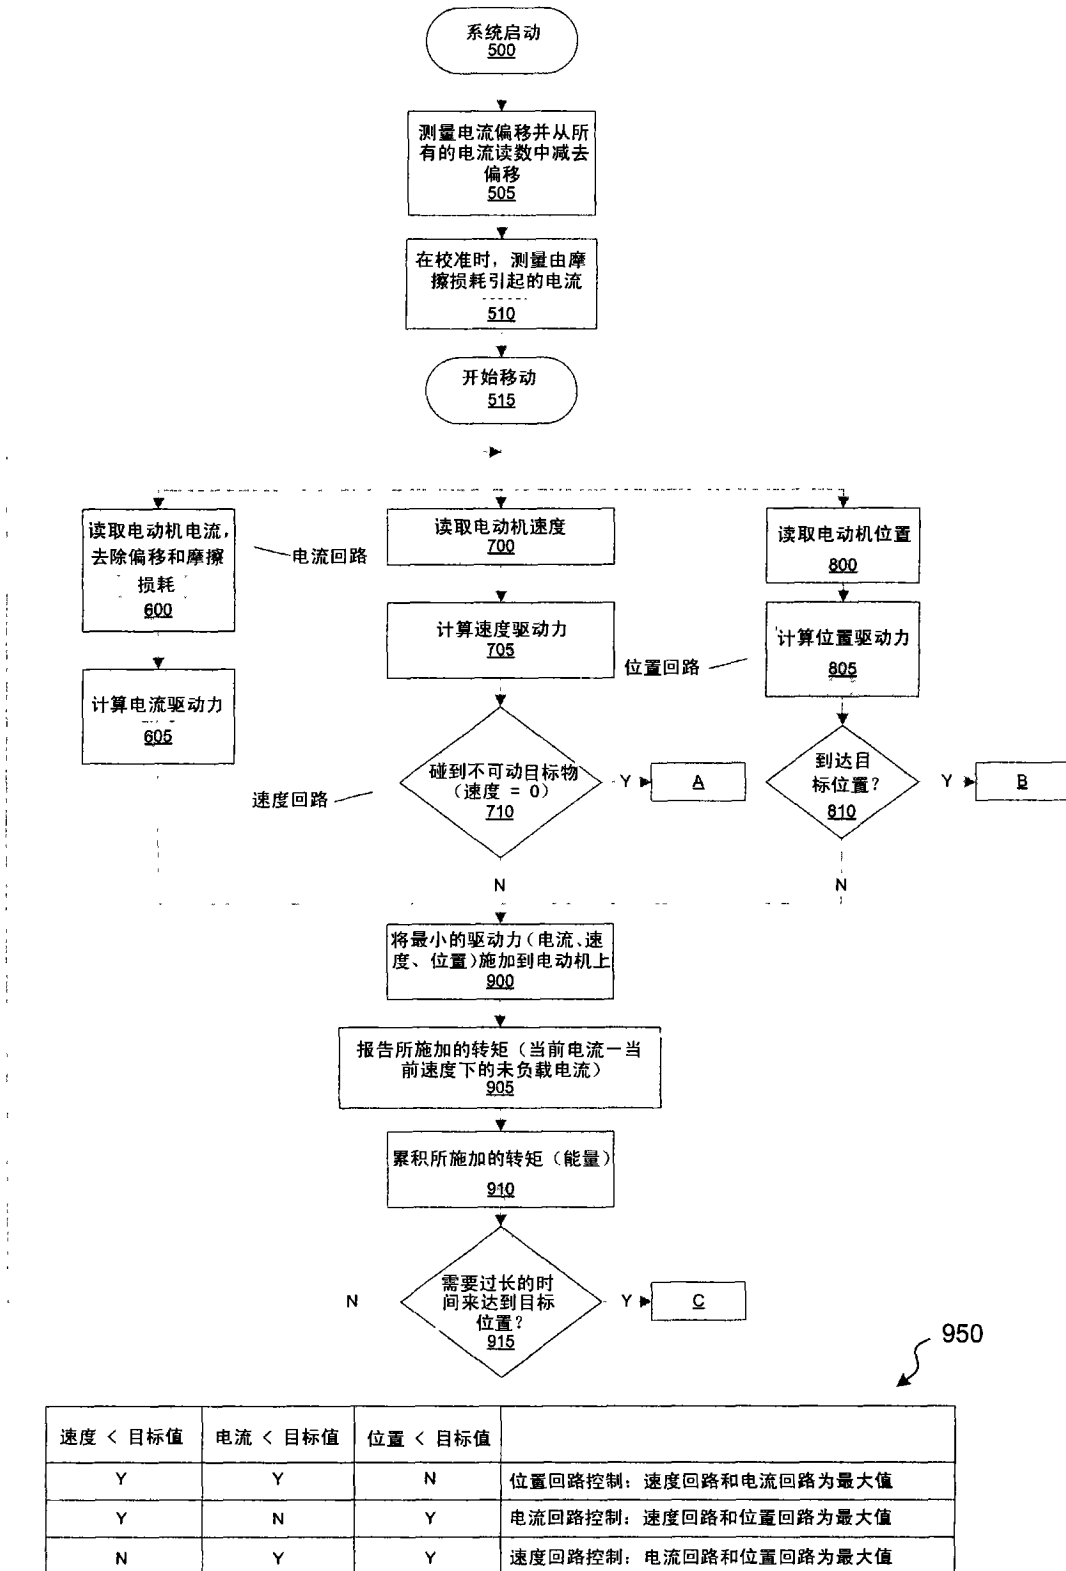 系统启动
500
测量电流偏移并从所
有的电流读数中减去
偏移
505
在校准时，测量由摩
擦损耗引起的电流
510
开始移动
515
读取电动机电流，
去除偏移和摩擦
损耗
600
电流回路
读取电动机速度
700
读取电动机位置
800
计算电流驱动力
605
计算速度驱动力
705
位置回路
计算位置驱动力
805
速度回路
碰到不可动目标物
（速度 = 0）
710
Y
A
到达目
标位置？
810
Y
B
N
N
将最小的驱动力（电流、速
度、位置）施加到电动机上
900
报告所施加的转矩（当前电流－当
前速度下的未负载电流）
905
累积所施加的转矩（能量）
910
N
需要过长的时
间来达到目标
位置？
915
Y
C
950
速度 < 目标值 电流 < 目标值 位置 < 目标值
Y Y N 位置回路控制：速度回路和电流回路为最大值
Y N Y 电流回路控制：速度回路和位置回路为最大值
N Y Y 速度回路控制：电流回路和位置回路为最大值